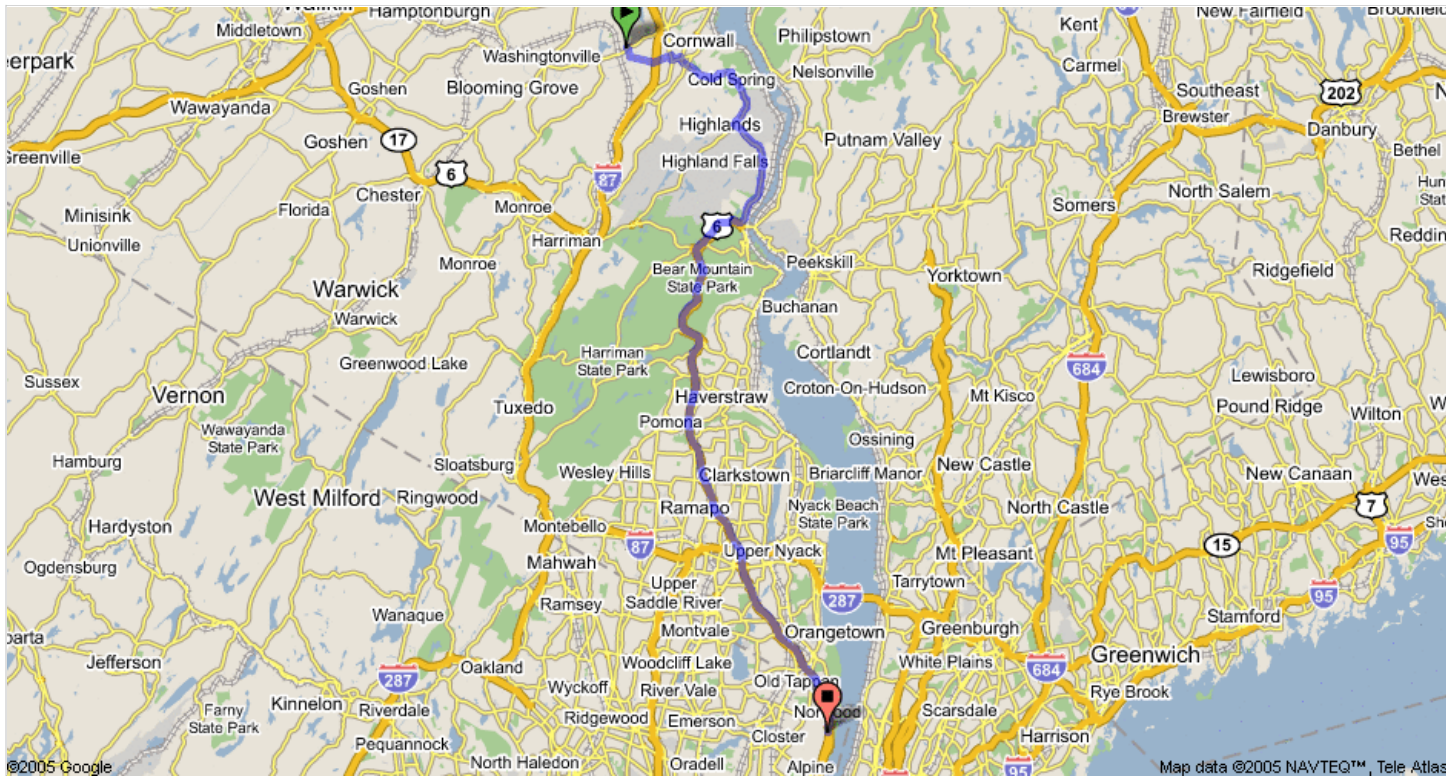 Hamptonburgh
Middletown
Cornwall
Philipstown
Kent
New Fairfield
Brookfield
Washingtonville
Nelsonville
Carmel
Cold Spring
Blooming Grove
Goshen
Southeast
202
Wawayanda
Highlands
Putnam Valley
Brewster
Danbury
Goshen
17
Highland Falls
Bethel
Greenville
6
87
Chester
North Salem
Florida
Monroe
Minisink
Somers
Unionville
Harriman
6
Monroe
Bear Mountain
State Park
Peekskill
Yorktown
Ridgefield
Warwick
Buchanan
Warwick
Greenwood Lake
Harriman
State Park
Cortlandt
684
Sussex
Vernon
Haverstraw
Croton-On-Hudson
Mt Kisco
Lewisboro
Tuxedo
Pound Ridge
Wilton
Wawayanda
State Park
Pomona
Ossining
Hamburg
Sloatsburg
Wesley Hills
Clarkstown
Briarcliff Manor
New Castle
New Canaan
West Milford
Ringwood
Ramapo
Nyack Beach
State Park
North Castle
7
Hardyston
Montebello
87
Upper Nyack
Mt Pleasant
15
95
Ogdensburg
Mahwah
Upper
Saddle River
Tarrytown
Wanaque
Ramsey
287
95
Stamford
Montvale
Orangetown
Greenburgh
Jefferson
Oakland
Woodcliff Lake
White Plains
684
Greenwich
287
Wyckoff
River Vale
Old Tappan
Rye Brook
Farny
State Park
Kinnelon
Riverdale
Ridgewood
Emerson
Norwood
Scarsdale
Pequannock
Closter
Harrison
North Haledon
Oradell
Alpine
95
©2005 Google
Map data ©2005 NAVTEQ™, Tele Atlas